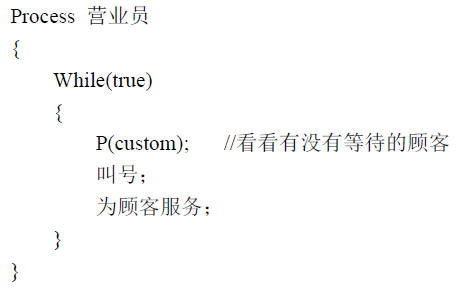 Process 营业员
{
While(true)
{
P(custom); //看看有没有等待的顾客
叫号；
为顾客服务；
}
}